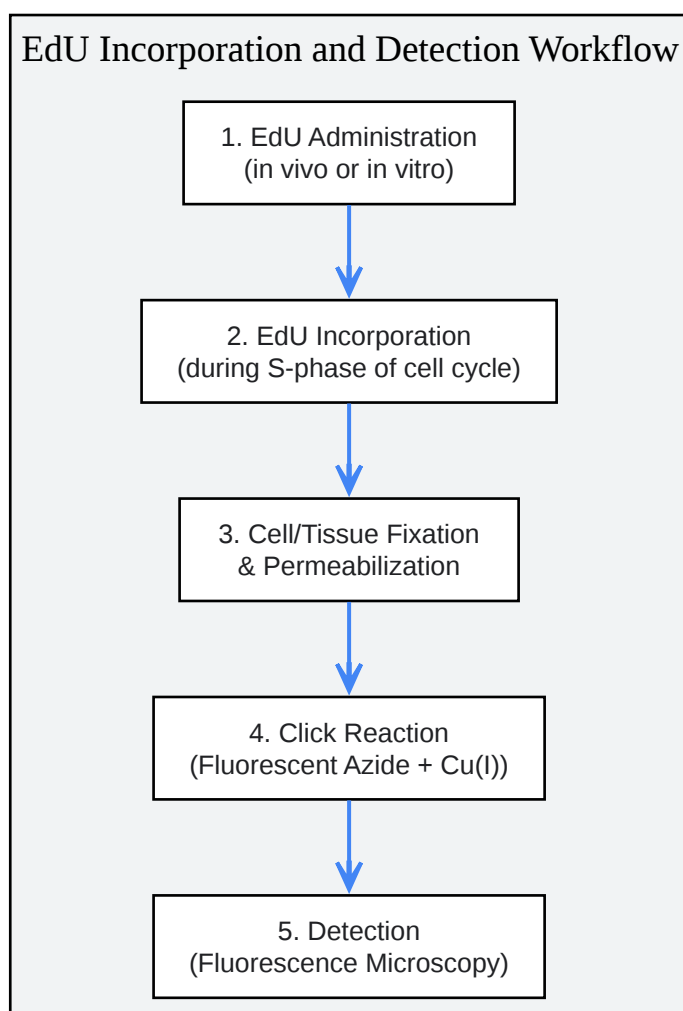 EdU Incorporation and Detection Workflow
1. EdU Administration
(in vivo or in vitro)
2. EdU Incorporation
(during S-phase of cell cycle)
3. Cell/Tissue Fixation
& Permeabilization
4. Click Reaction
(Fluorescent Azide + Cu(I))
5. Detection
(Fluorescence Microscopy)